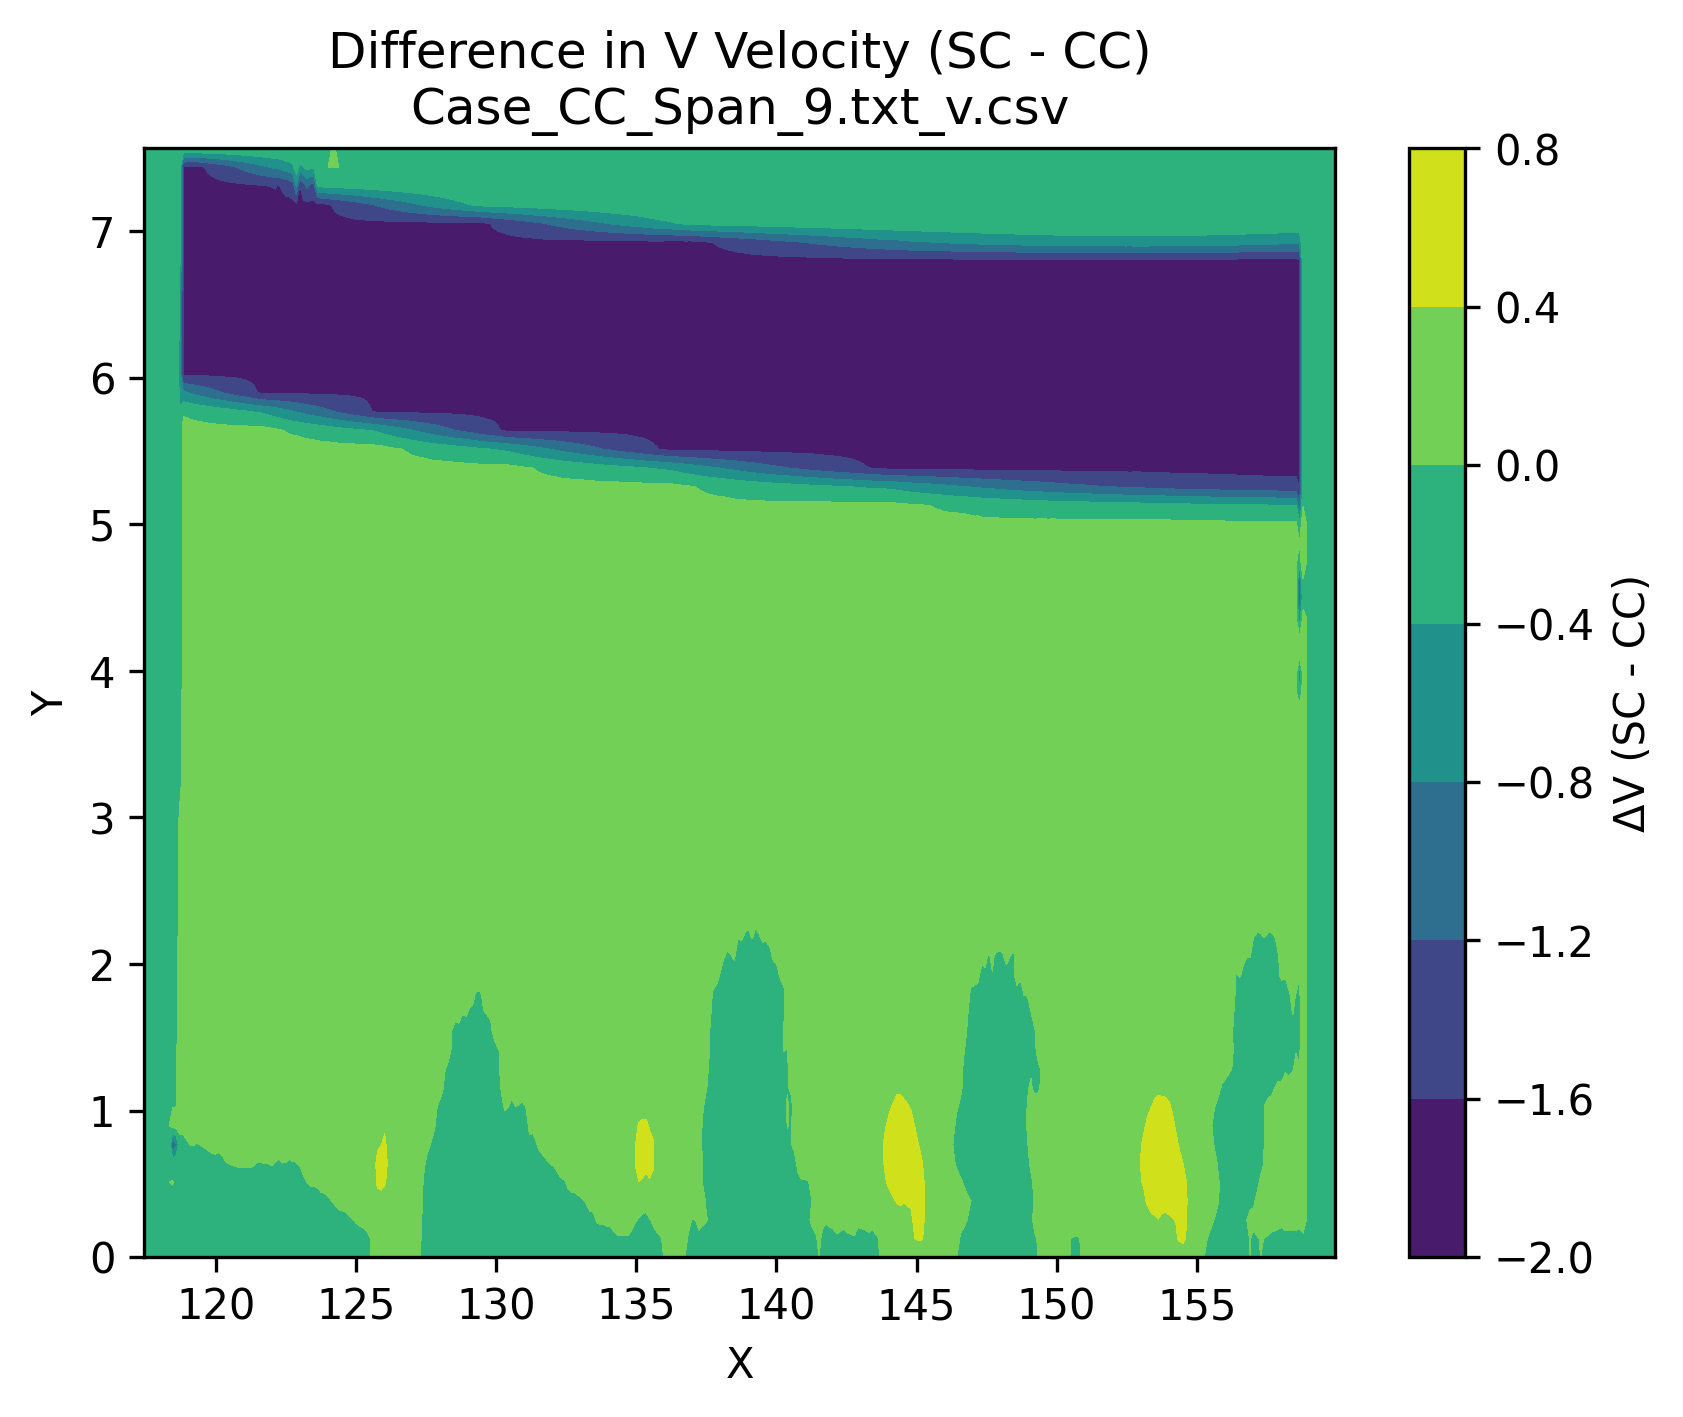 Difference in V Velocity (SC - CC)
Case_CC_Span_9.txt_v.csv
7
6
5
4
3
2
1
0
Y
120 125 130 135 140 145 150 155
X
0.8
0.4
0.0
−0.4
−0.8
−1.2
−1.6
−2.0
ΔV (SC - CC)